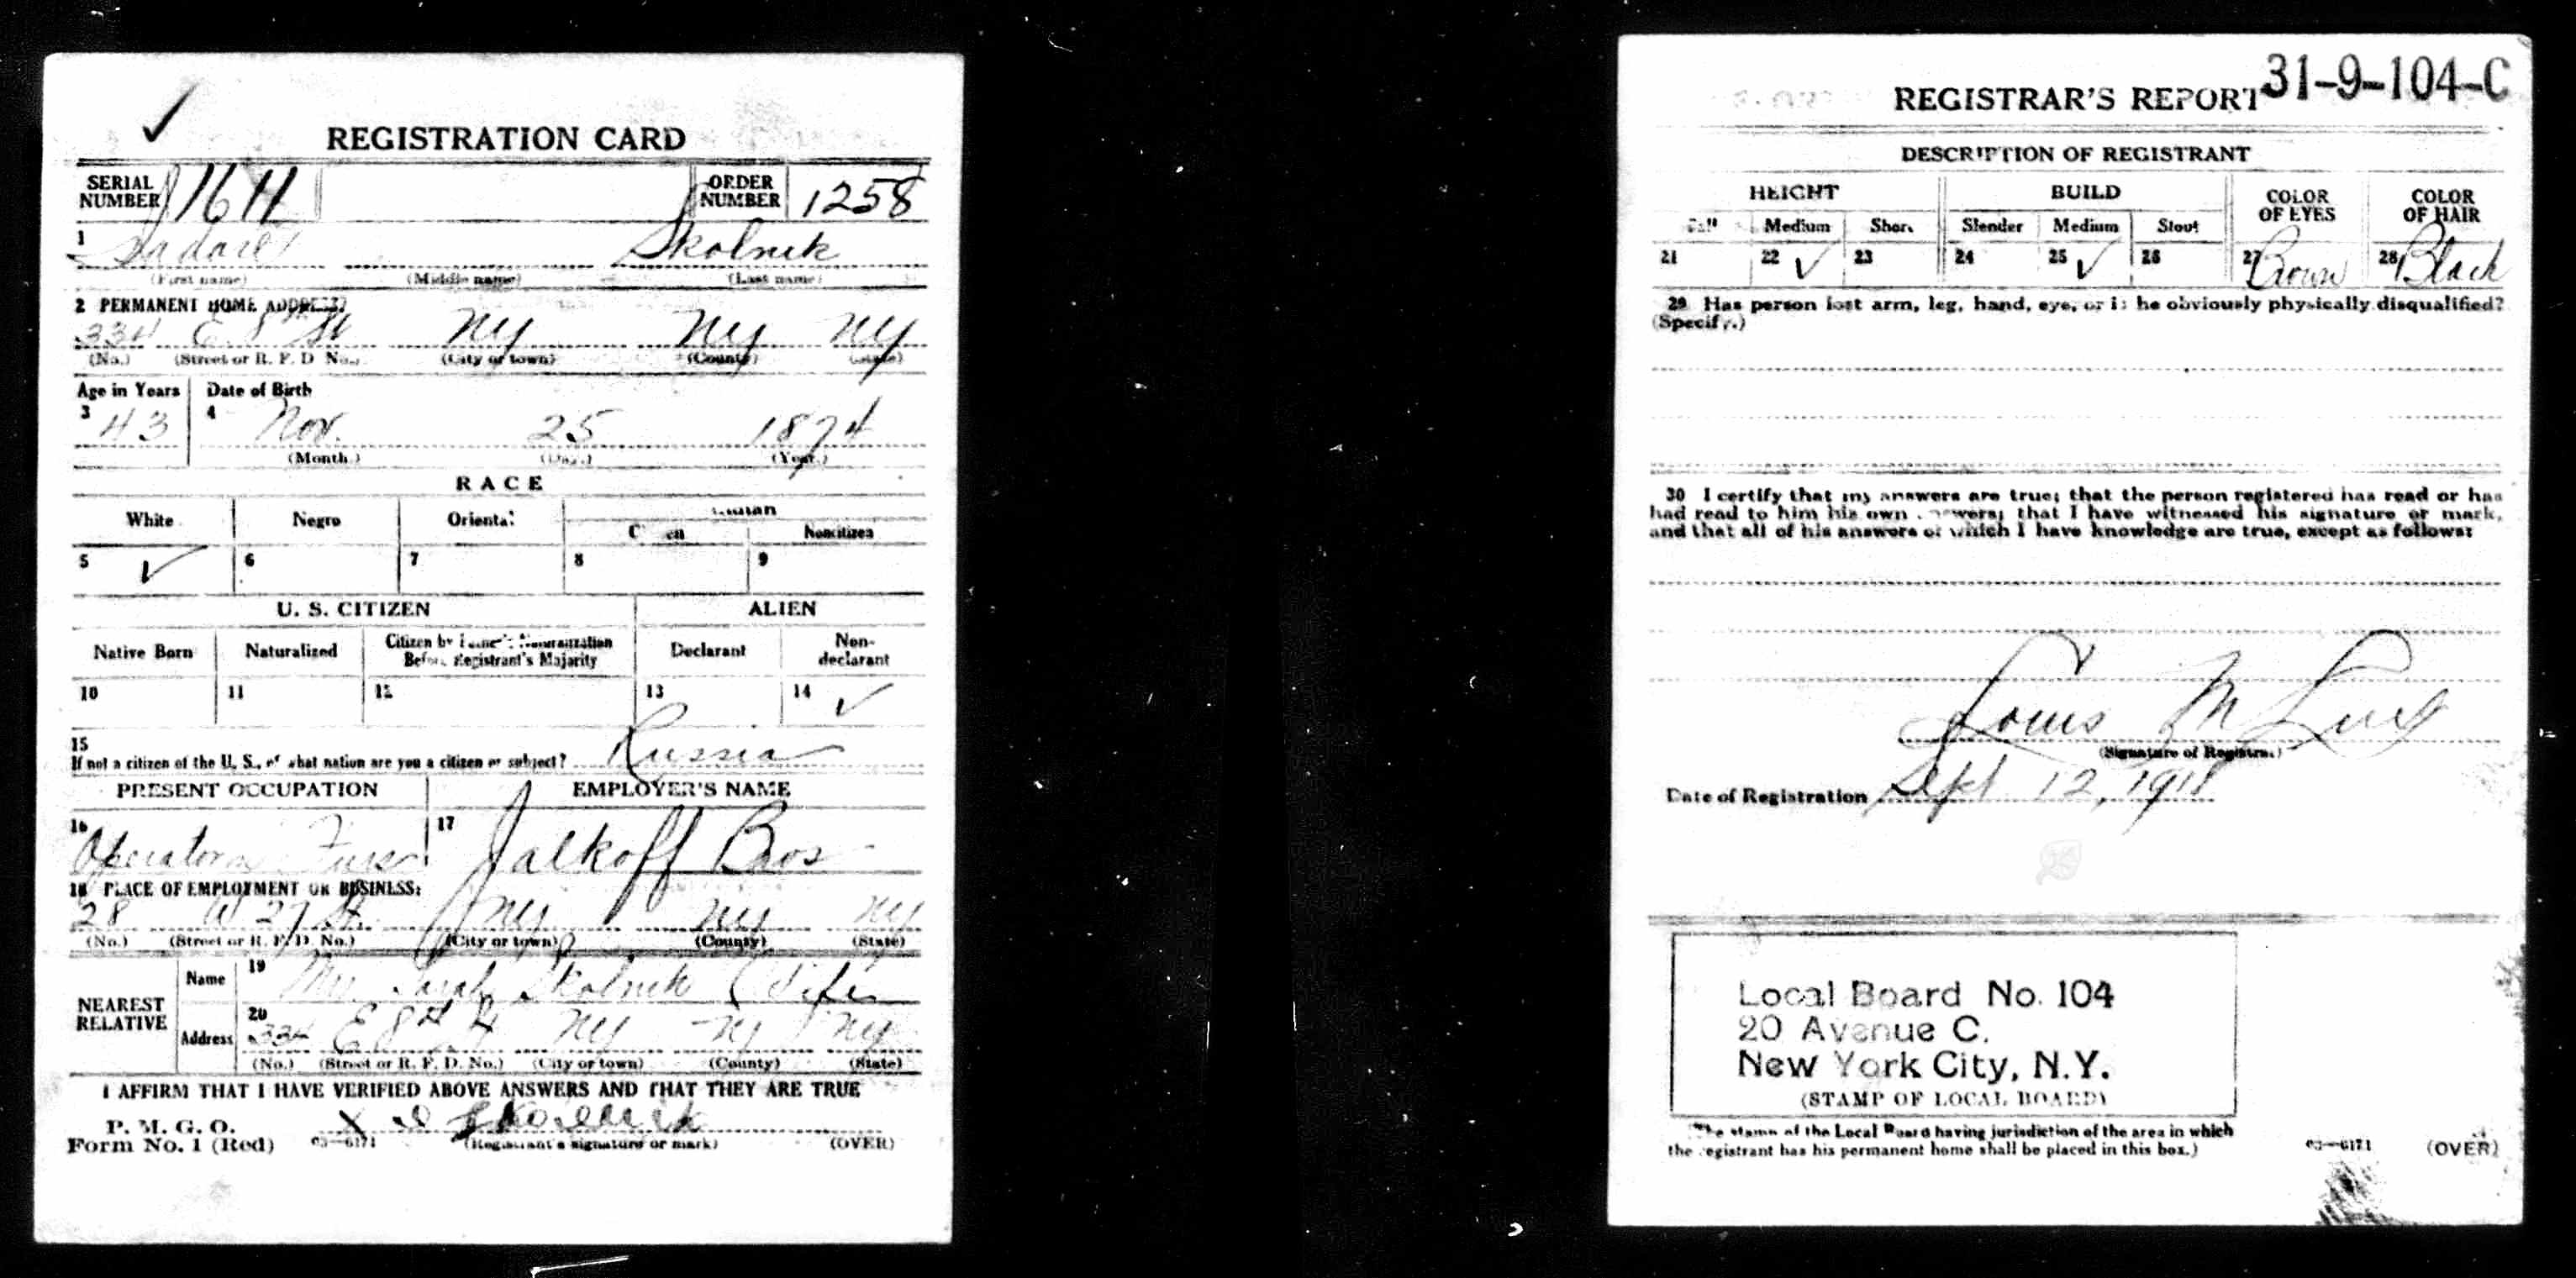 REGISTRATION CARD
SERIAL NUMBER ORDER NUMBER 1258
1 Skolnik
(First name) (Middle name) (Last name)
2 PERMANENT HOME ADDRESS:
334 E 8th St NY NY NY
(No.) (Street or R. F. D. No.) (City or town) (County) (State)
Age in Years Date of Birth
3 43 4 Nov. 25 1874
(Month.) (Day.) (Year.)
RACE
White Negro Oriental Indian
Citizen Noncitizen
5 ✓ 6 7 8 9
U. S. CITIZEN ALIEN
Native Born Naturalized Citizen by Father's Naturalization Before Registrant's Majority Declarant Non-declarant
10 11 12 13 14 ✓
15
If not a citizen of the U. S., of what nation are you a citizen or subject? Russia
PRESENT OCCUPATION EMPLOYER'S NAME
16 Operator Furs 17 Jalkoff Bros
18 PLACE OF EMPLOYMENT OR BUSINESS:
28 W 27 St. NY NY NY
(No.) (Street or R. F. D. No.) (City or town) (County) (State)
NEAREST RELATIVE Name 19 Mrs. Sarah Skolnik (Wife)
Address 20 334 E 8th St NY NY NY
(No.) (Street or R. F. D. No.) (City or town) (County) (State)
I AFFIRM THAT I HAVE VERIFIED ABOVE ANSWERS AND THAT THEY ARE TRUE
P. M. G. O.
Form No. 1 (Red) 03—6171 X (Registrant's signature or mark) (OVER)
31-9-104-C
REGISTRAR'S REPORT
DESCRIPTION OF REGISTRANT
HEIGHT BUILD COLOR OF EYES COLOR OF HAIR
Tall Medium Short Slender Medium Stout
21 22 ✓ 23 24 25 ✓ 26 27 Brown 28 Black
29 Has person lost arm, leg, hand, eye, or is he obviously physically disqualified?
(Specify.)
30 I certify that my answers are true; that the person registered has read or has
had read to him his own answers; that I have witnessed his signature or mark,
and that all of his answers of which I have knowledge are true, except as follows:
Louis M
(Signature of Registrar)
Date of Registration Sept 12, 1918
Local Board No. 104
20 Avenue C.
New York City, N.Y.
(STAMP OF LOCAL BOARD)
(The stamp of the Local Board having jurisdiction of the area in which
the registrant has his permanent home shall be placed in this box.)
03—6171 (OVER)